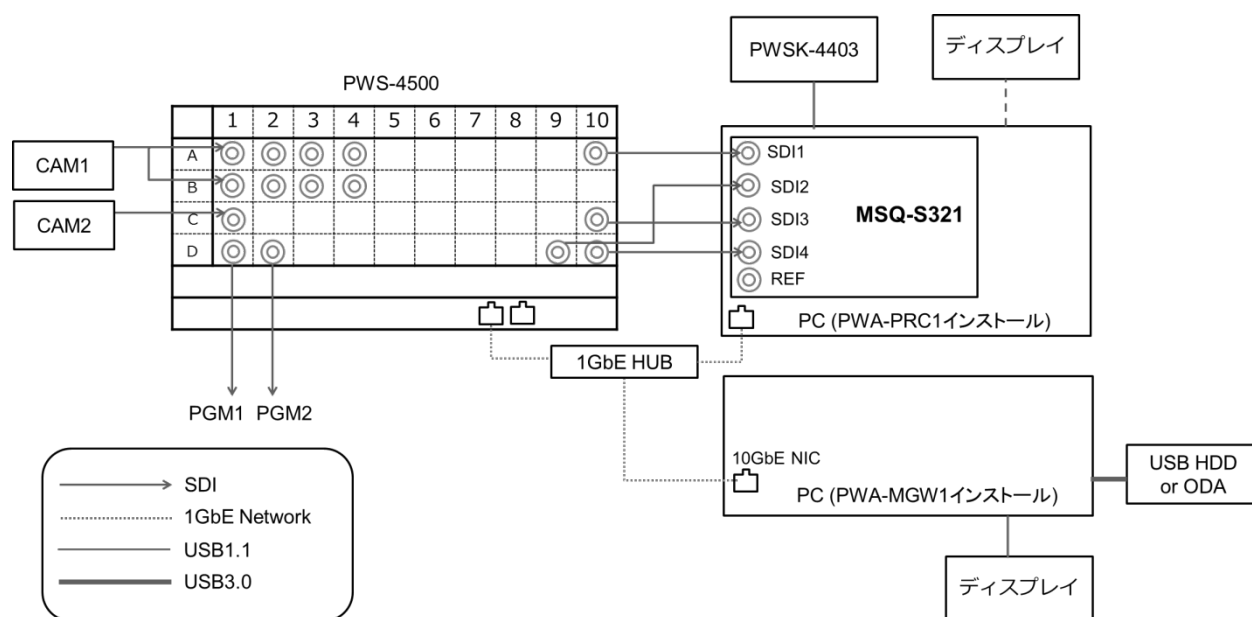 PWSK-4403
ディスプレイ
PWS-4500
1 2 3 4 5 6 7 8 9 10
A
B
C
D
CAM1
CAM2
SDI1
SDI2
SDI3
SDI4
REF
MSQ-S321
PC (PWA-PRC1インストール)
1GbE HUB
PGM1 PGM2
10GbE NIC
PC (PWA-MGW1インストール)
USB HDD
or ODA
ディスプレイ
SDI
1GbE Network
USB1.1
USB3.0